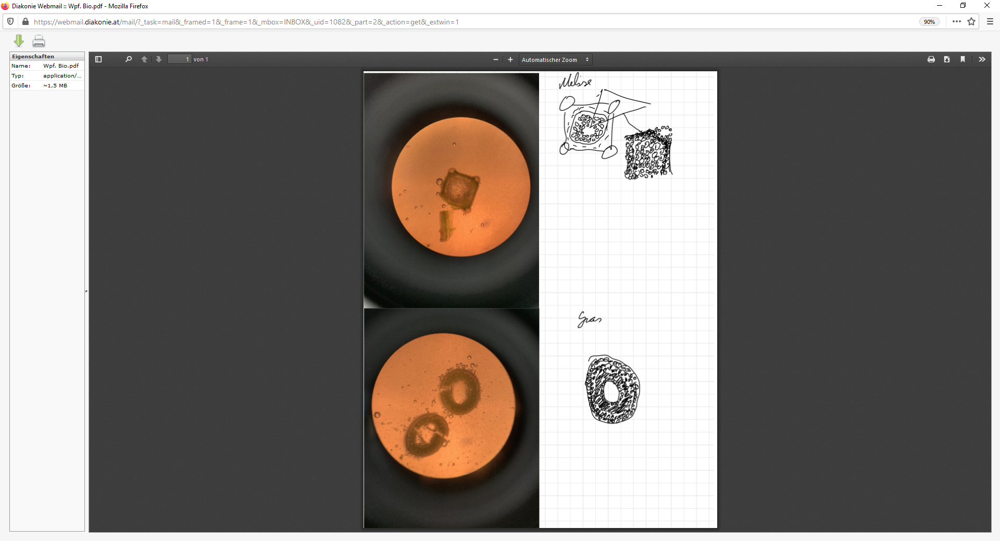 Diakonie Webmail :: Wpf. Bio.pdf - Mozilla Firefox
https://webmail.diakonie.at/mail/?_task=mail&_framed=1&_frame=1&_mbox=INBOX&_uid=1082&_part=2&_action=get&_extwin=1
90%
Eigenschaften
Name: Wpf. Bio.pdf
Typ: application/...
Größe: ~1,5 MB
1 von 1
Automatischer Zoom
Melisse
Gras